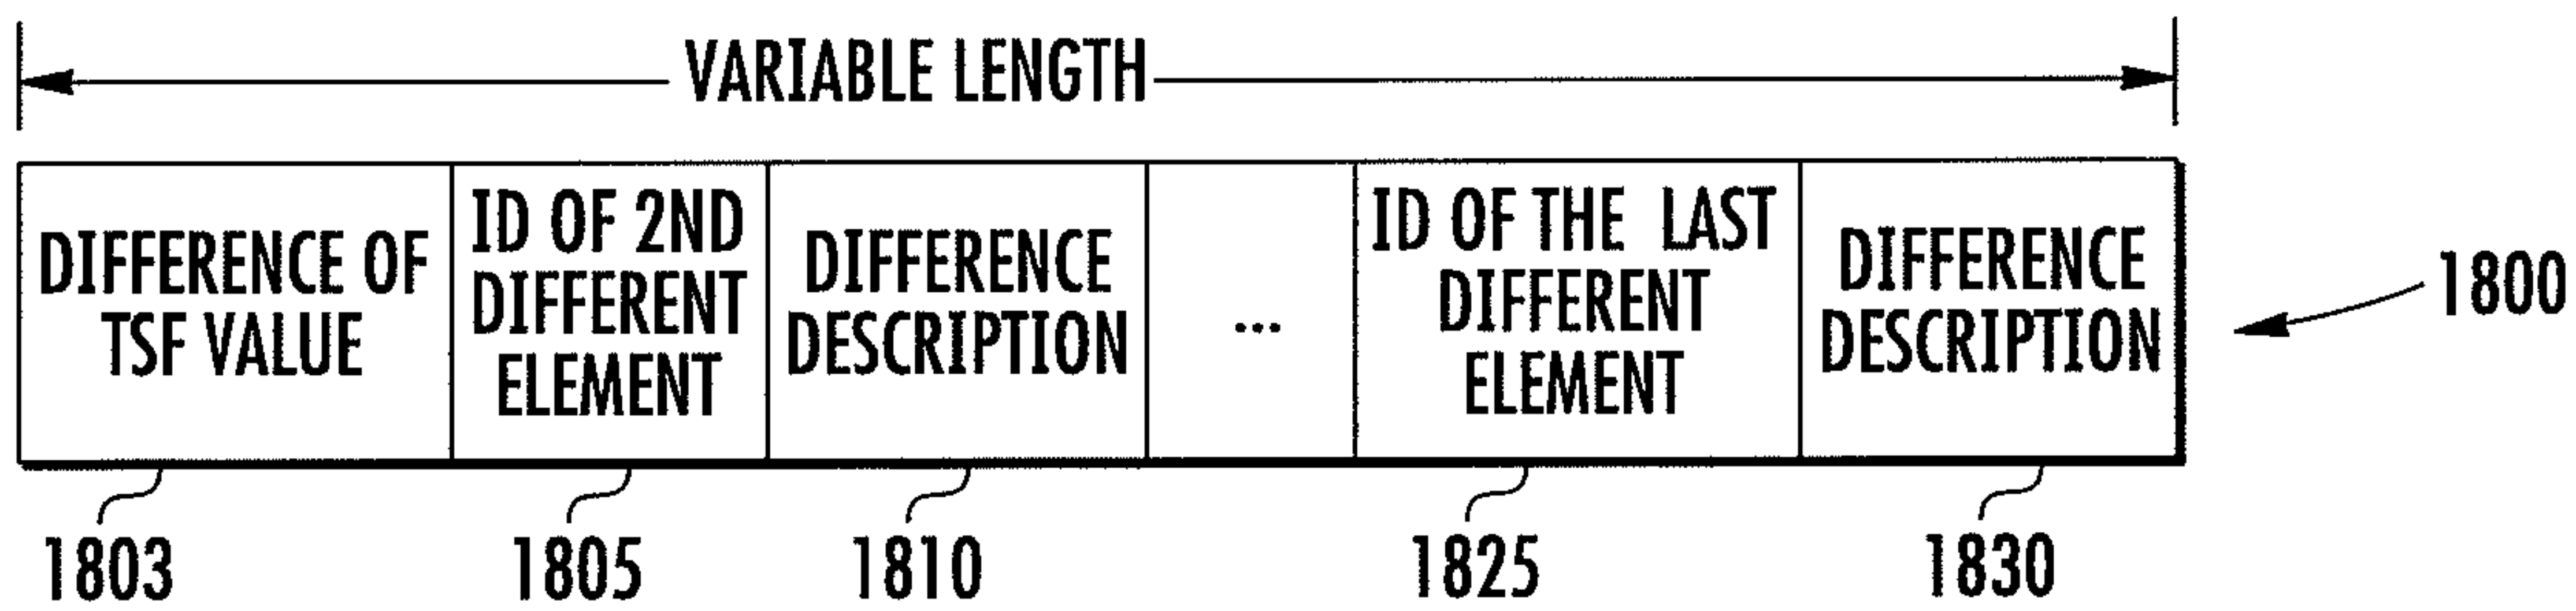 VARIABLE LENGTH
DIFFERENCE OF
TSF VALUE
ID OF 2ND
DIFFERENT
ELEMENT
DIFFERENCE
DESCRIPTION
...
ID OF THE LAST
DIFFERENT
ELEMENT
DIFFERENCE
DESCRIPTION
1800
1803
1805
1810
1825
1830